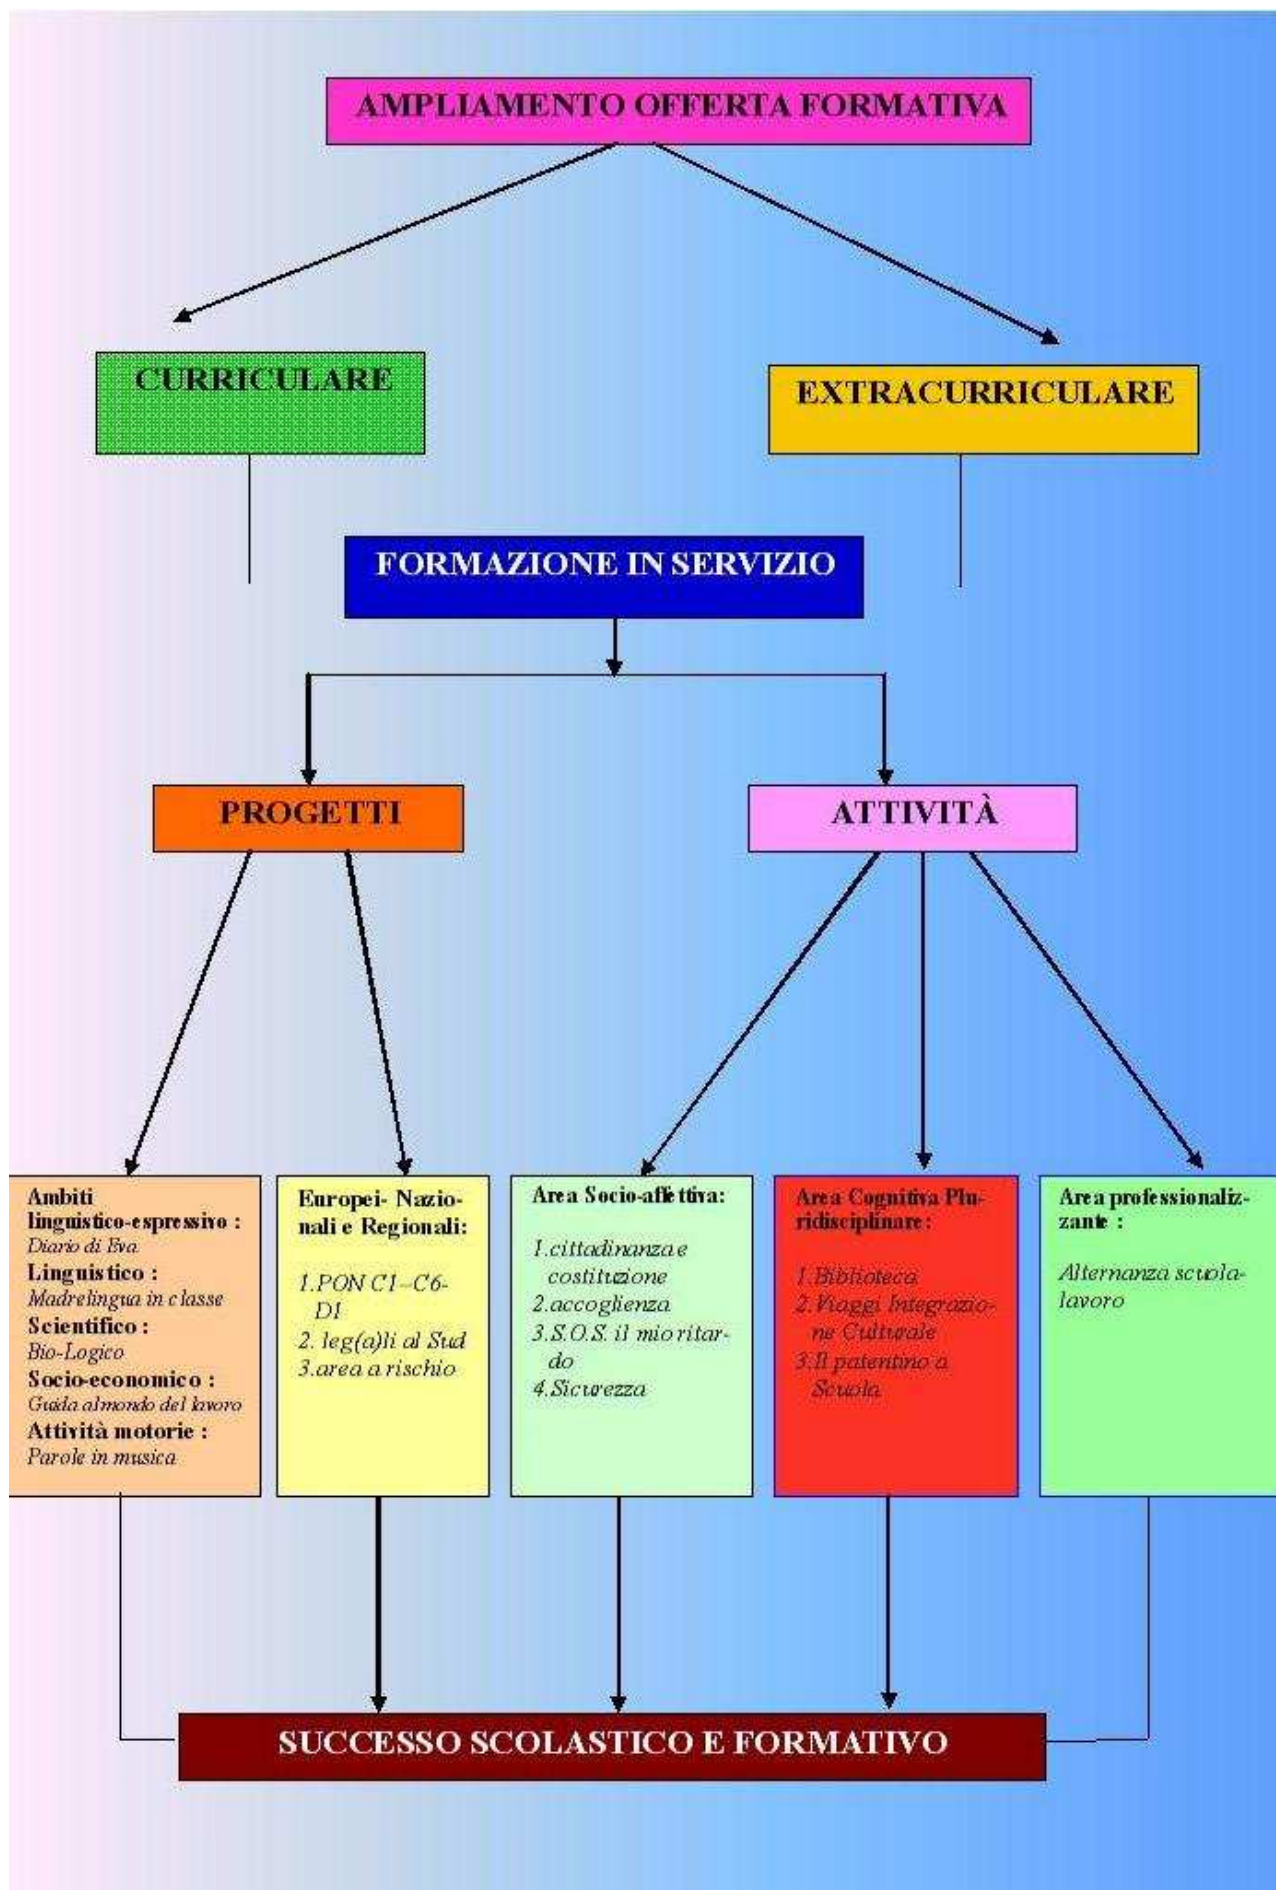 AMPLIAMENTO OFFERTA FORMATIVA
CURRICULARE
EXTRACURRICULARE
FORMAZIONE IN SERVIZIO
PROGETTI
ATTIVITÀ
Ambiti
linguistico-espressivo :
Diario di Eva
Linguistico :
Madrelingua in classe
Scientifico :
Bio-Logico
Socio-economico :
Guida al mondo del lavoro
Attività motorie :
Parole in musica
Europei- Nazio-
nali e Regionali:
1.PON C1–C6-
D1
2. leg(a)li al Sud
3.area a rischio
Area Socio-affettiva:
1.cittadinanza e
costituzione
2.accoglienza
3.S.O.S. il mio ritar-
do
4.Sicurezza
Area Cognitiva Plu-
ridisciplinare:
1.Biblioteca
2.Viaggi Integrazio-
ne Culturale
3.Il patentino a
Scuola
Area professionaliz-
zante :
Alternanza scuola-
lavoro
SUCCESSO SCOLASTICO E FORMATIVO